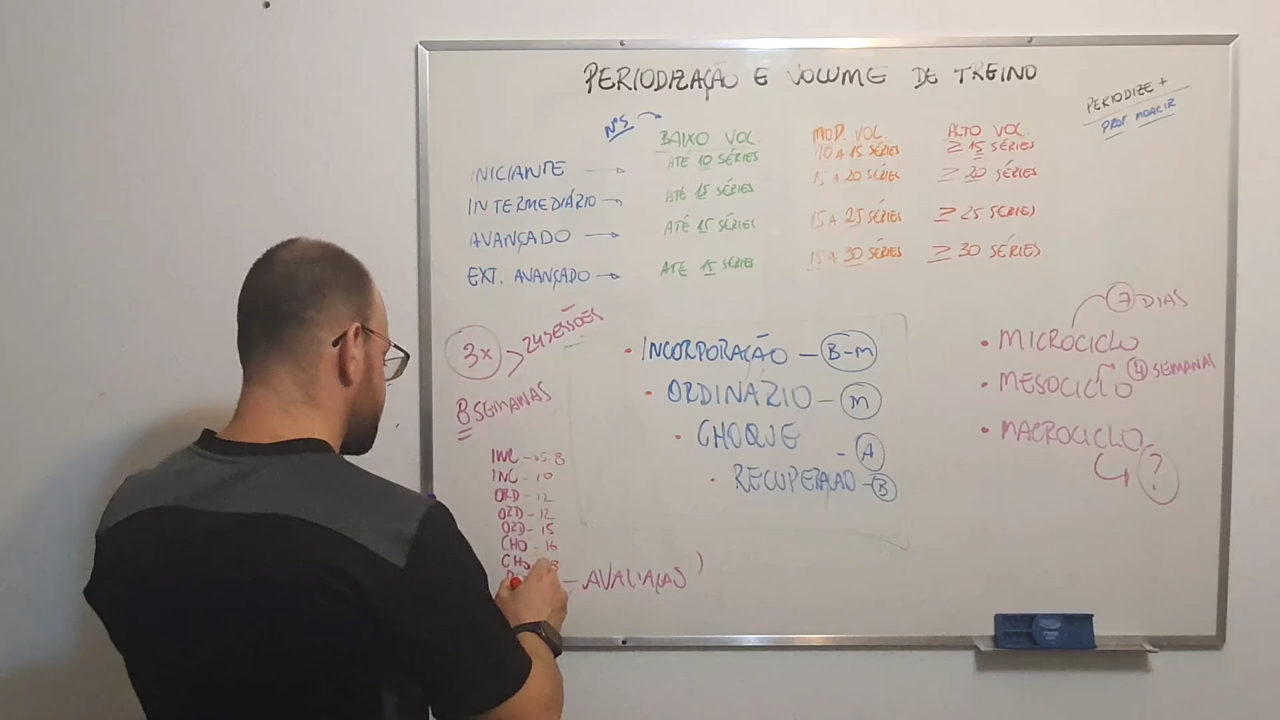 PERIODIZAÇÃO E VOLUME DE TREINO
PERIODIZE +
PROF MOACIR
NºS
BAIXO VOL. MOD. VOL. ALTO VOL.
INICIANTE ATÉ 10 SÉRIES 10 A 15 SÉRIES ≥ 15 SÉRIES
INTERMEDIÁRIO ATÉ 15 SÉRIES 15 A 20 SÉRIES ≥ 20 SÉRIES
AVANÇADO ATÉ 15 SÉRIES 15 A 25 SÉRIES ≥ 25 SÉRIES
EXT. AVANÇADO ATÉ 15 SÉRIES 15 A 30 SÉRIES ≥ 30 SÉRIES
3x 24 SESSÕES
8 SEMANAS
INC - 8
INC - 10
ORD - 12
ORD - 12
ORD - 15
CHO - 16
CHO
- AVALIAÇÃO
• INCORPORAÇÃO - B-M
• ORDINÁRIO - M
• CHOQUE - A
• RECUPERAÇÃO - B
7 DIAS
• MICROCICLO
• MESOCICLO 4 SEMANAS
• MACROCICLO
?